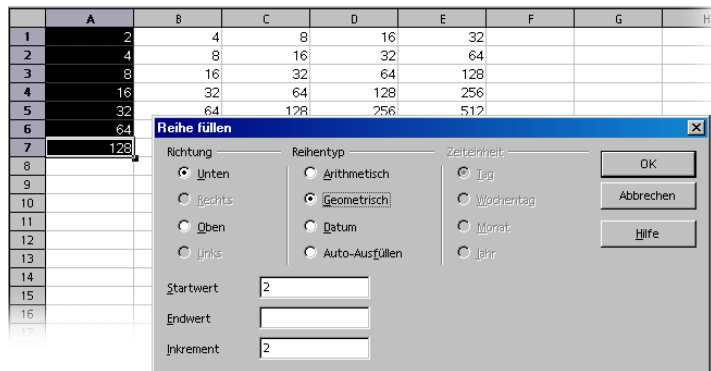 A B C D E F G H
1 2 4 8 16 32
2 4 8 16 32 64
3 8 16 32 64 128
4 16 32 64 128 256
5 32 64 128 256 512
6 64
7 128
8
9
10
11
12
13
14
15
16
17
Reihe füllen
Richtung Reihentyp Zeiteinheit
Unten Arithmetisch Tag OK
Rechts Geometrisch Wochentag Abbrechen
Oben Datum Monat Hilfe
Links Auto-Ausfüllen Jahr
Startwert 2
Endwert
Inkrement 2